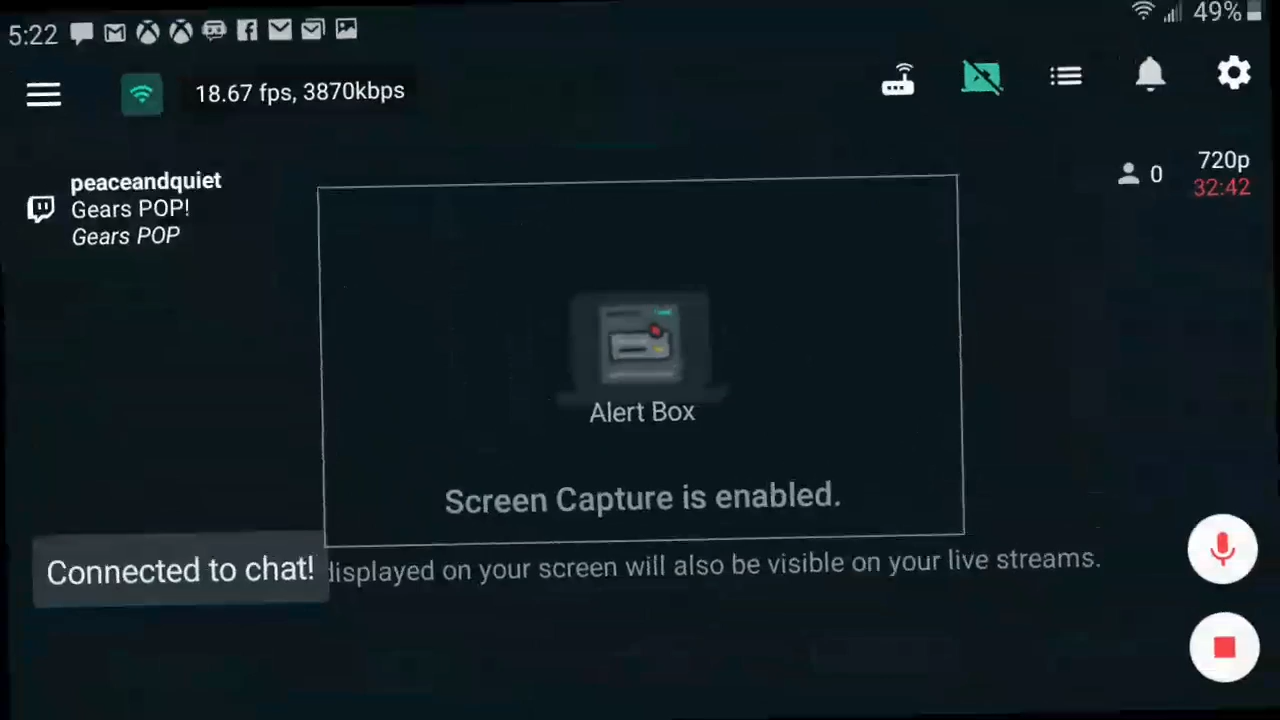 5:22
49%
18.67 fps, 3870kbps
peaceandquiet
Gears POP!
Gears POP
0
720p
32:42
Alert Box
Screen Capture is enabled.
Connected to chat!
displayed on your screen will also be visible on your live streams.